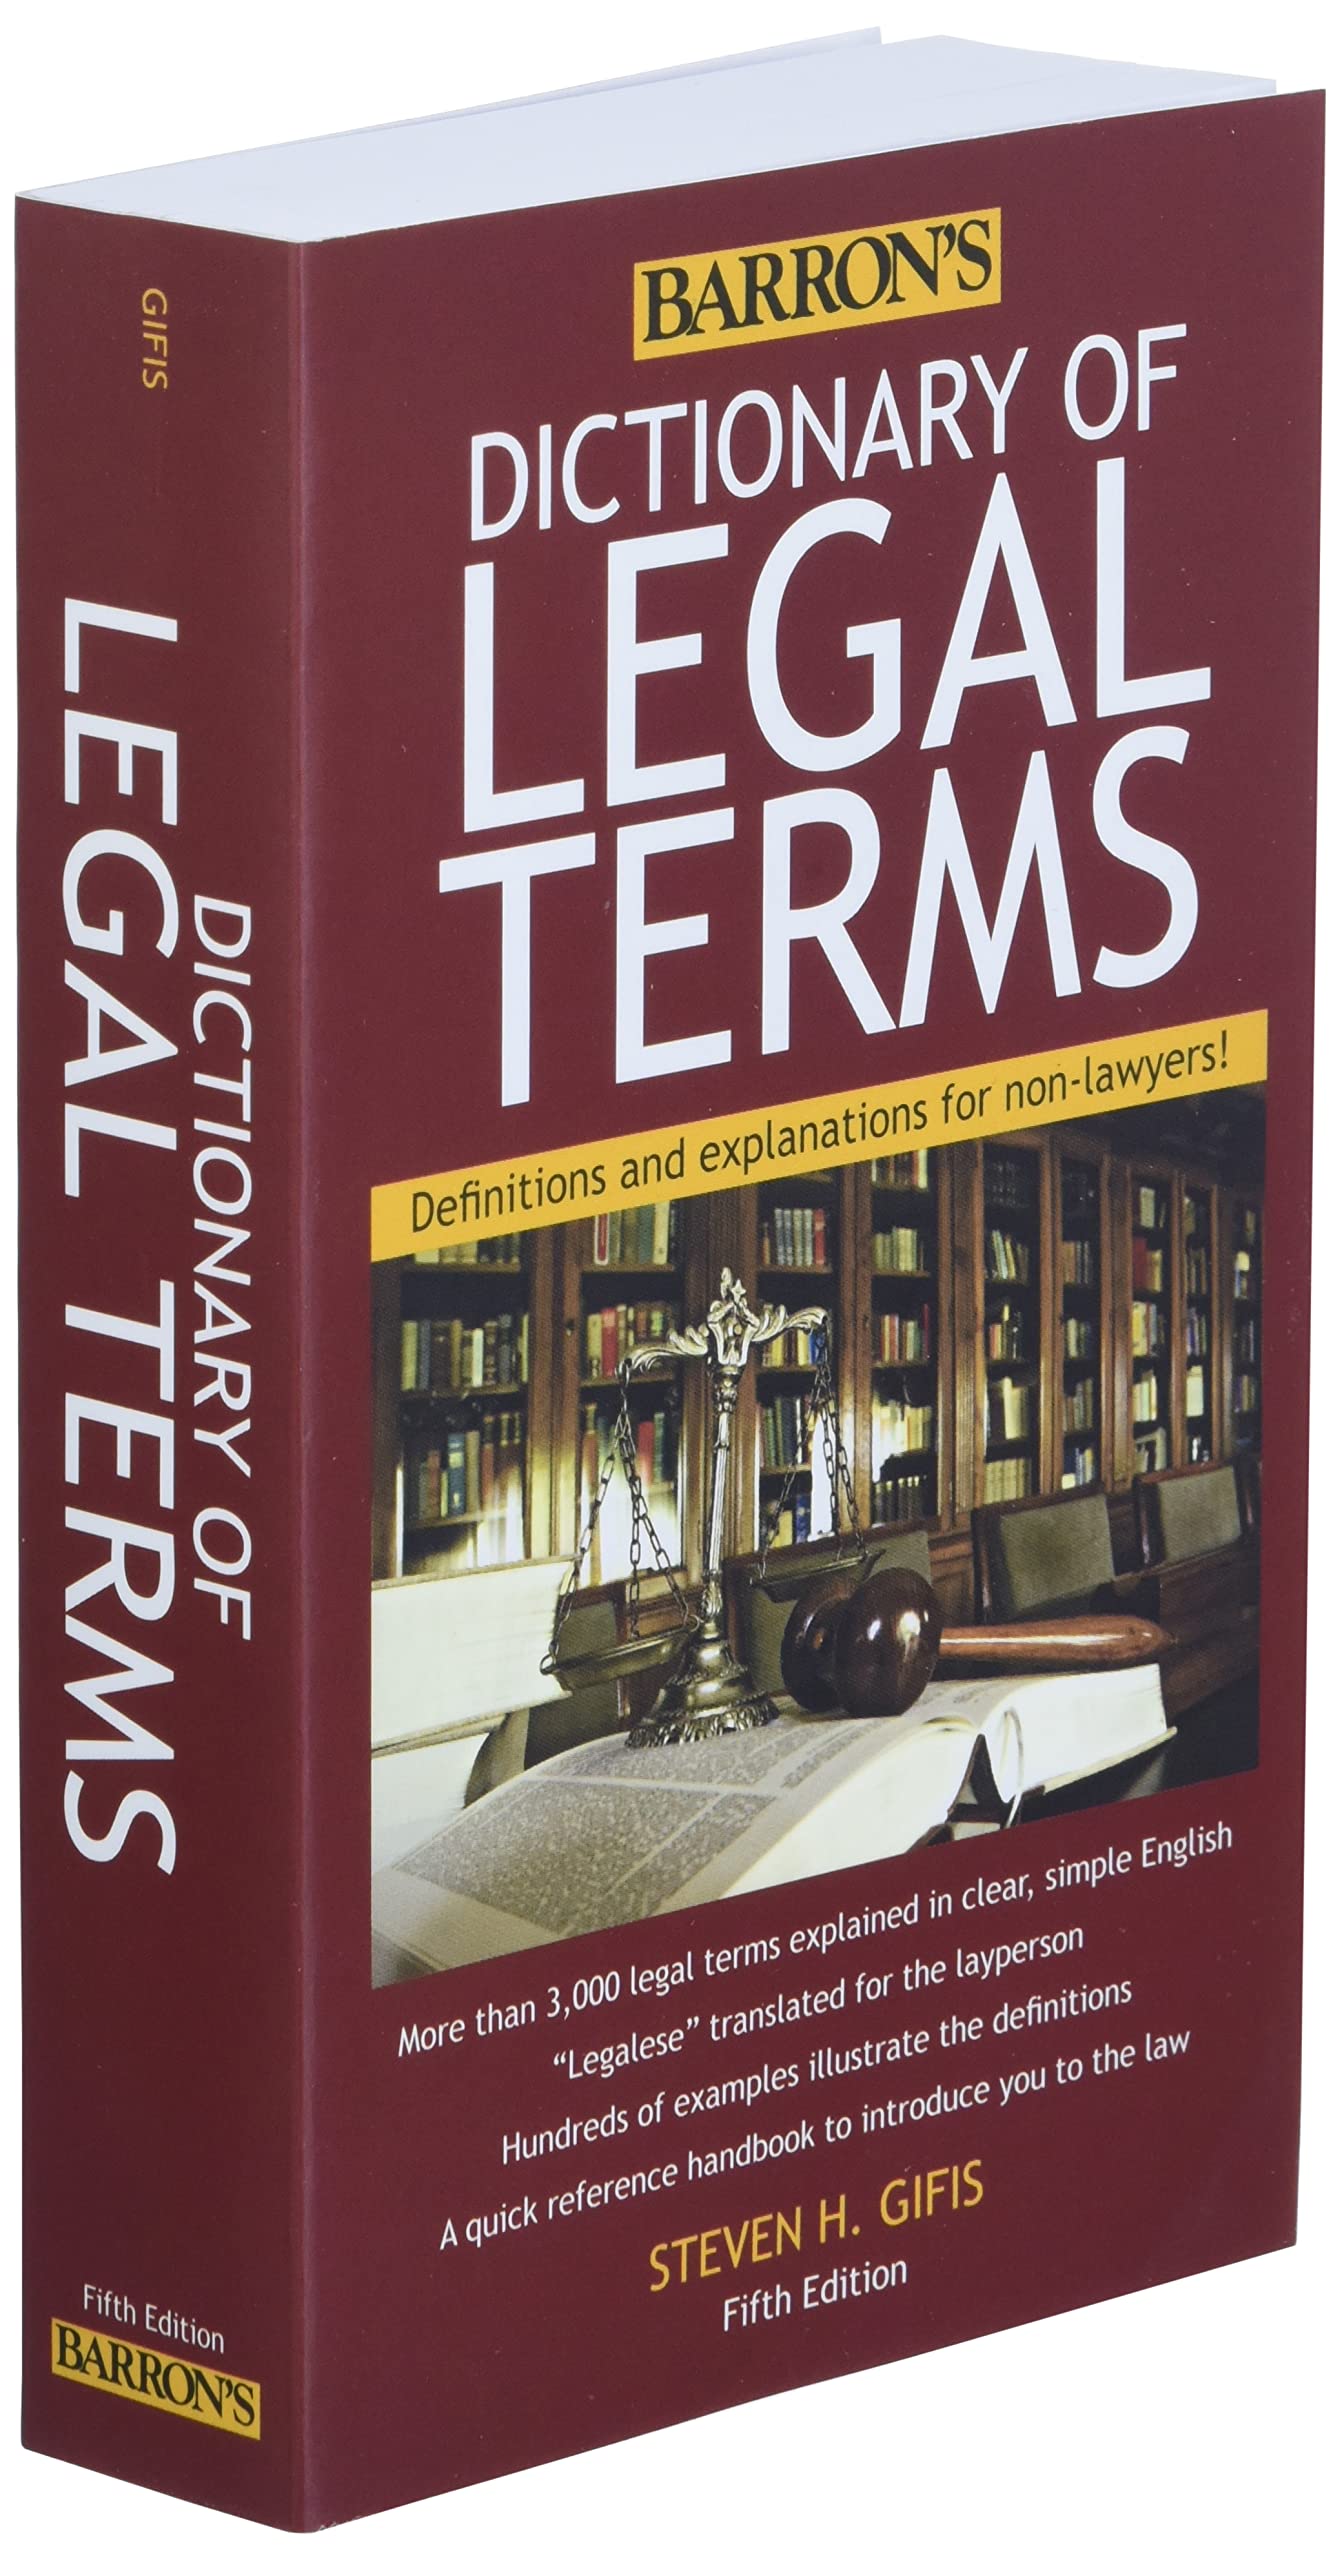 GIFIS
DICTIONARY OF
LEGAL TERMS
Fifth Edition
BARRON'S
BARRON'S
DICTIONARY OF
LEGAL
TERMS
Definitions and explanations for non-lawyers!
More than 3,000 legal terms explained in clear, simple English
“Legalese” translated for the layperson
Hundreds of examples illustrate the definitions
A quick reference handbook to introduce you to the law
STEVEN H. GIFIS
Fifth Edition